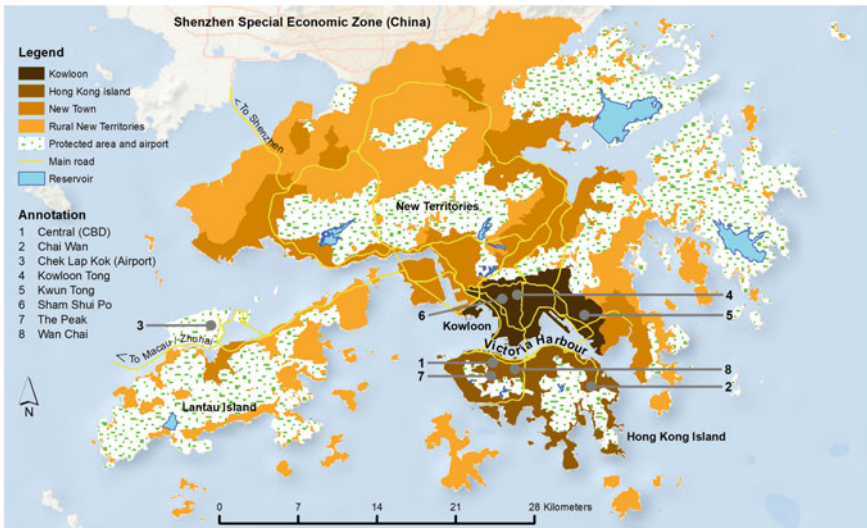 Shenzhen Special Economic Zone (China)
Legend
Kowloon
Hong Kong Island
New Town
Rural New Territories
Protected area and airport
Main road
Reservoir
Annotation
1 Central (CBD)
2 Chai Wan
3 Chek Lap Kok (Airport)
4 Kowloon Tong
5 Kwun Tong
6 Sham Shui Po
7 The Peak
8 Wan Chai
To Shenzhen
New Territories
4
6
5
Kowloon
3
To Macau / Zhuhai
Victoria Harbour
1
8
7
2
N
Lantau Island
Hong Kong Island
0 7 14 21 28 Kilometers